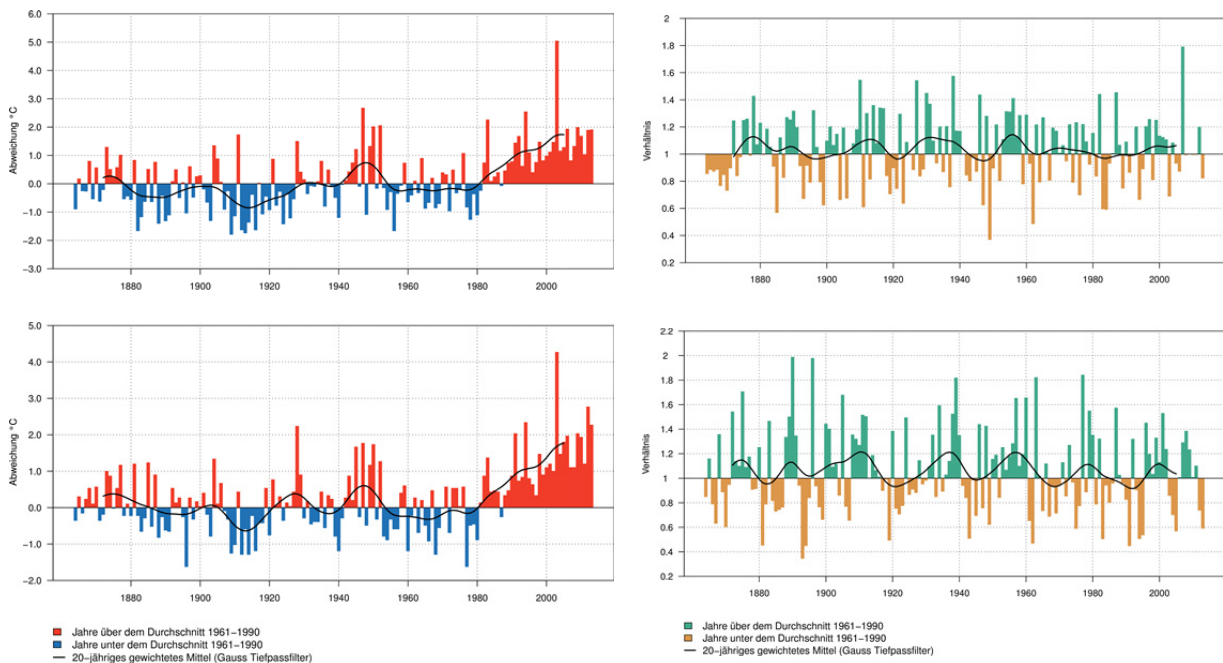 6.0
5.0
4.0
3.0
2.0
1.0
0.0
−1.0
−2.0
−3.0
Abweichung °C
1880 1900 1920 1940 1960 1980 2000
2
1.8
1.6
1.4
1.2
1
0.8
0.6
0.4
0.2
Verhältnis
1880 1900 1920 1940 1960 1980 2000
5.0
4.0
3.0
2.0
1.0
0.0
−1.0
−2.0
Abweichung °C
1880 1900 1920 1940 1960 1980 2000
2.2
2
1.8
1.6
1.4
1.2
1
0.8
0.6
0.4
0.2
Verhältnis
1880 1900 1920 1940 1960 1980 2000
Jahre über dem Durchschnitt 1961−1990
Jahre unter dem Durchschnitt 1961−1990
20−jähriges gewichtetes Mittel (Gauss Tiefpassfilter)
Jahre über dem Durchschnitt 1961−1990
Jahre unter dem Durchschnitt 1961−1990
20−jähriges gewichtetes Mittel (Gauss Tiefpassfilter)